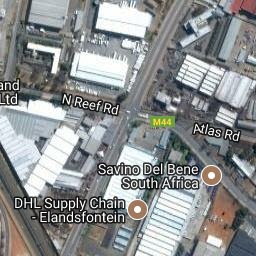 and
Ltd
N Reef Rd
M44
Atlas Rd
Savino Del Bene
South Africa
DHL Supply Chain
- Elandsfontein